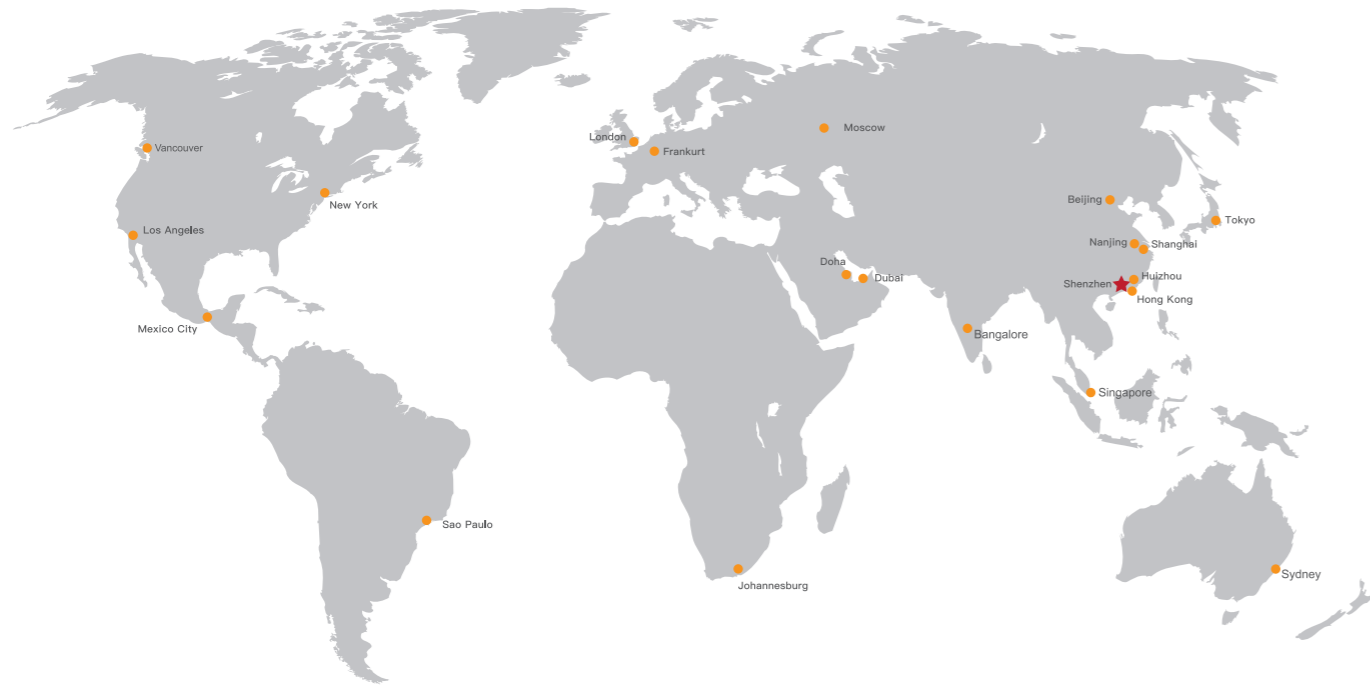 Moscow
London
Vancouver
Frankurt
New York
Beijing
Tokyo
Los Angeles
Nanjing
Shanghai
Doha
Dubai
Huizhou
Shenzhen
Hong Kong
Mexico City
Bangalore
Singapore
Sao Paulo
Sydney
Johannesburg